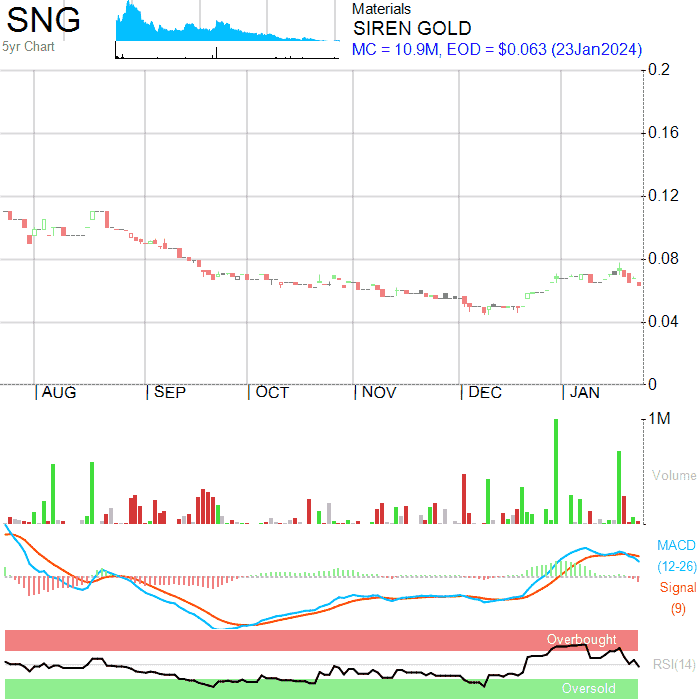 SNG
5yr Chart
Materials
SIREN GOLD
MC = 10.9M, EOD = $0.063 (23Jan2024)
0.2
0.16
0.12
0.08
0.04
0
AUG SEP OCT NOV DEC JAN
1M
Volume
MACD
(12-26)
Signal
(9)
Overbought
RSI(14)
Oversold